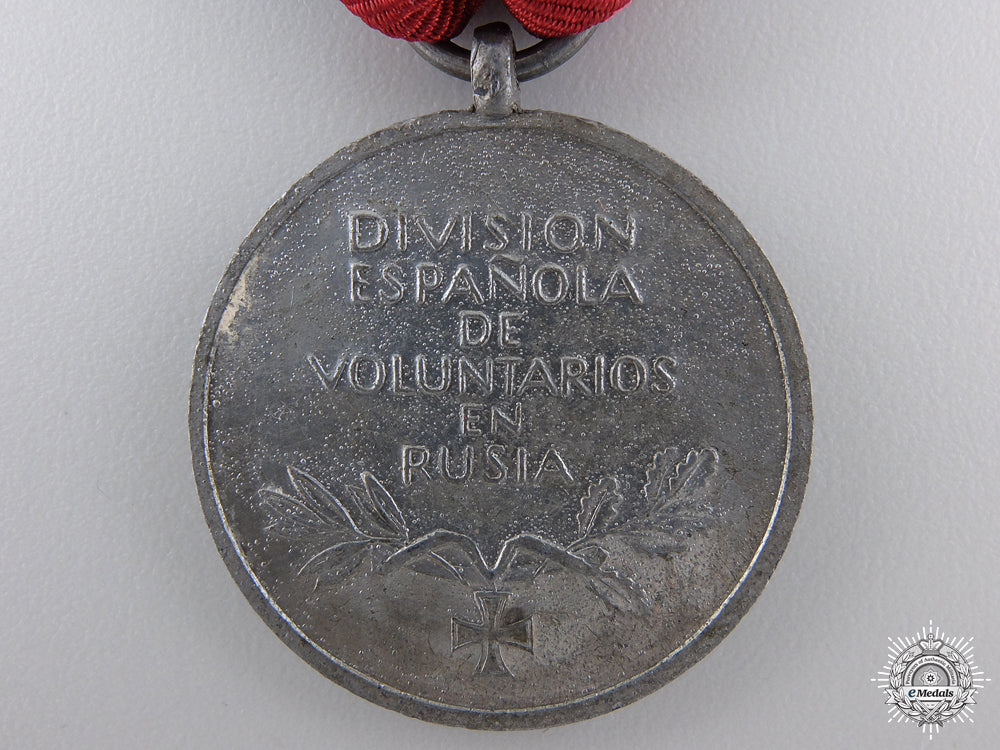 DIVISION
ESPAÑOLA
DE
VOLUNTARIOS
EN
RUSIA
eMedals